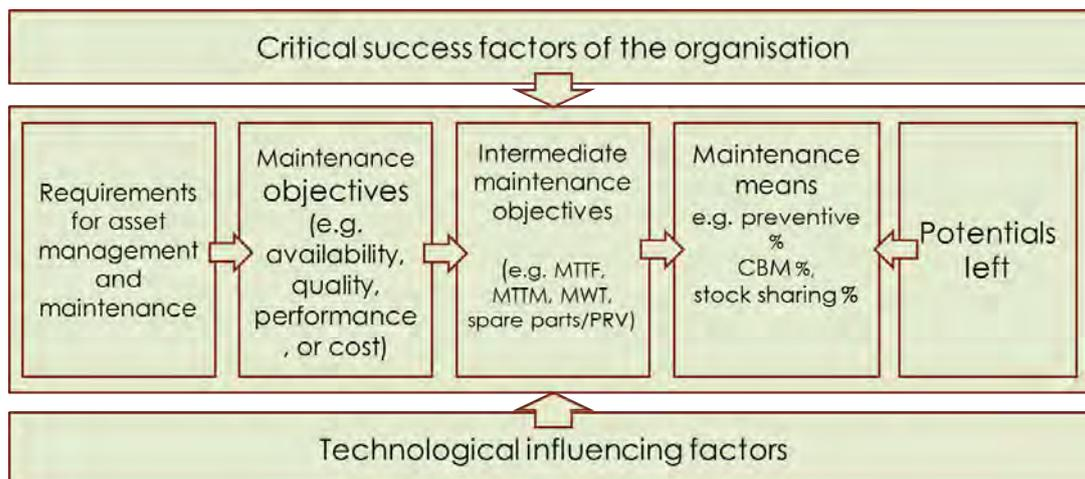 Critical success factors of the organisation
Requirements
for asset
management
and
maintenance
Maintenance
objectives
(e.g.
availability,
quality,
performance
, or cost)
Intermediate
maintenance
objectives
(e.g. MTTF,
MTTM, MWT,
spare parts/PRV)
Maintenance
means
e.g. preventive
%
CBM%,
stock sharing%
Potentials
left
Technological influencing factors